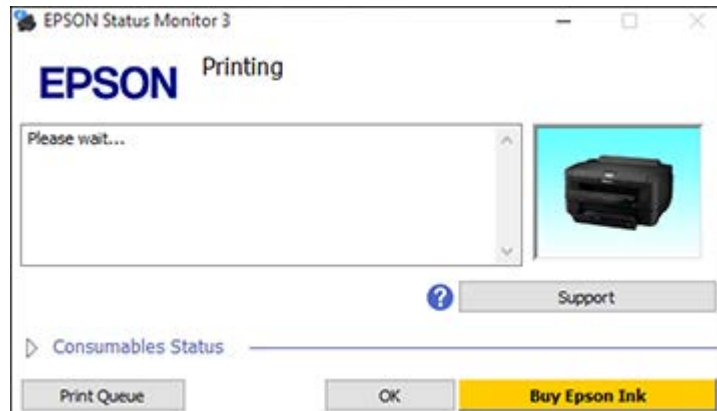 EPSON Status Monitor 3
EPSON
Printing
Please wait...
?
Support
Consumables Status
Print Queue
OK
Buy Epson Ink